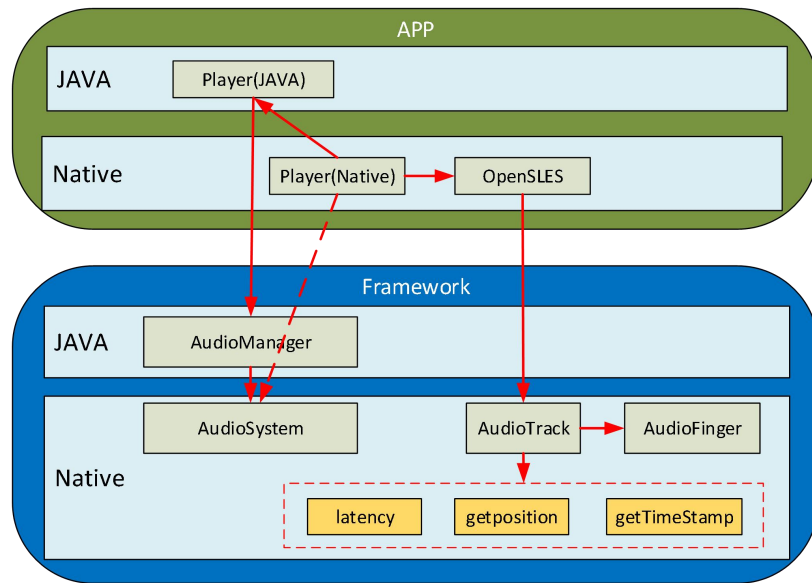 APP
JAVA
Player(JAVA)
Native
Player(Native)
OpenSLES
Framework
JAVA
AudioManager
Native
AudioSystem
AudioTrack
AudioFinger
latency
getposition
getTimeStamp